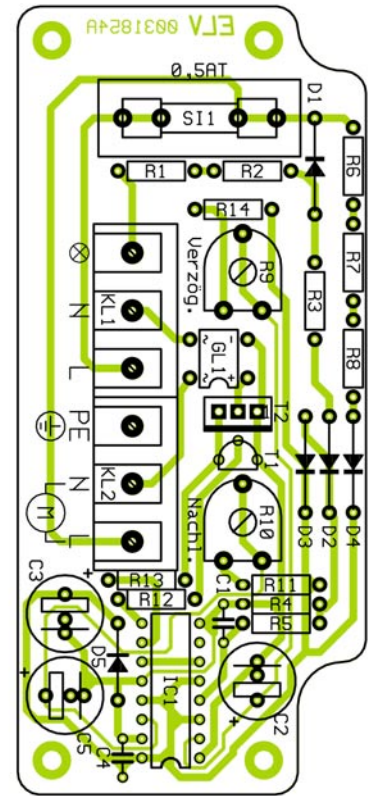 ELV 0031854A
0,5AT
SI1
D1
R1
R2
R6
R14
Verzög.
R9
R7
N
KL1
R3
L
~
-
GL1
~
+
R8
PE
T2
N
KL2
T1
M
L
Nachl.
R10
D3
D2
D4
C3
+
R13
R11
R12
C1
R4
D5
R5
+
IC1
C5
C4
+
C2